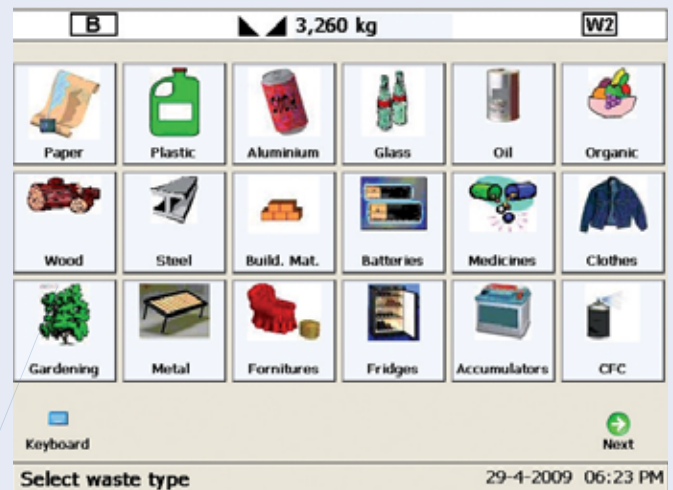 B 3,260 kg W2
Paper Plastic Aluminium Glass Oil Organic
Wood Steel Build. Mat. Batteries Medicines Clothes
Gardening Metal Fornitures Fridges Accumulators CFC
Keyboard Next
Select waste type 29-4-2009 06:23 PM